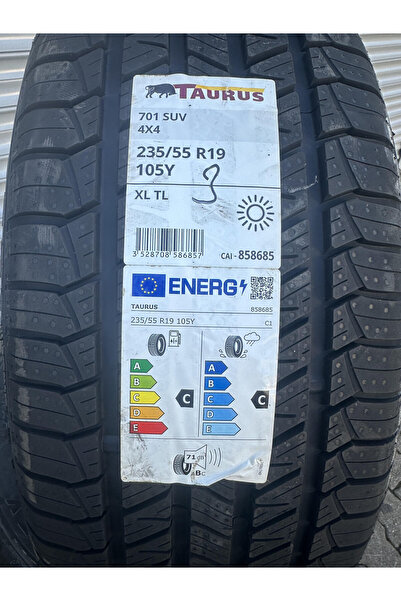 TAURUS
701 SUV
4X4
235/55 R19
105Y
XL TL
3
3 528708 586857
CAI - 858685
ENERG
TAURUS 858685
235/55 R19 105Y C1
A
B
C
D
E
C
A
B
C
D
E
C
71 dB
ABC